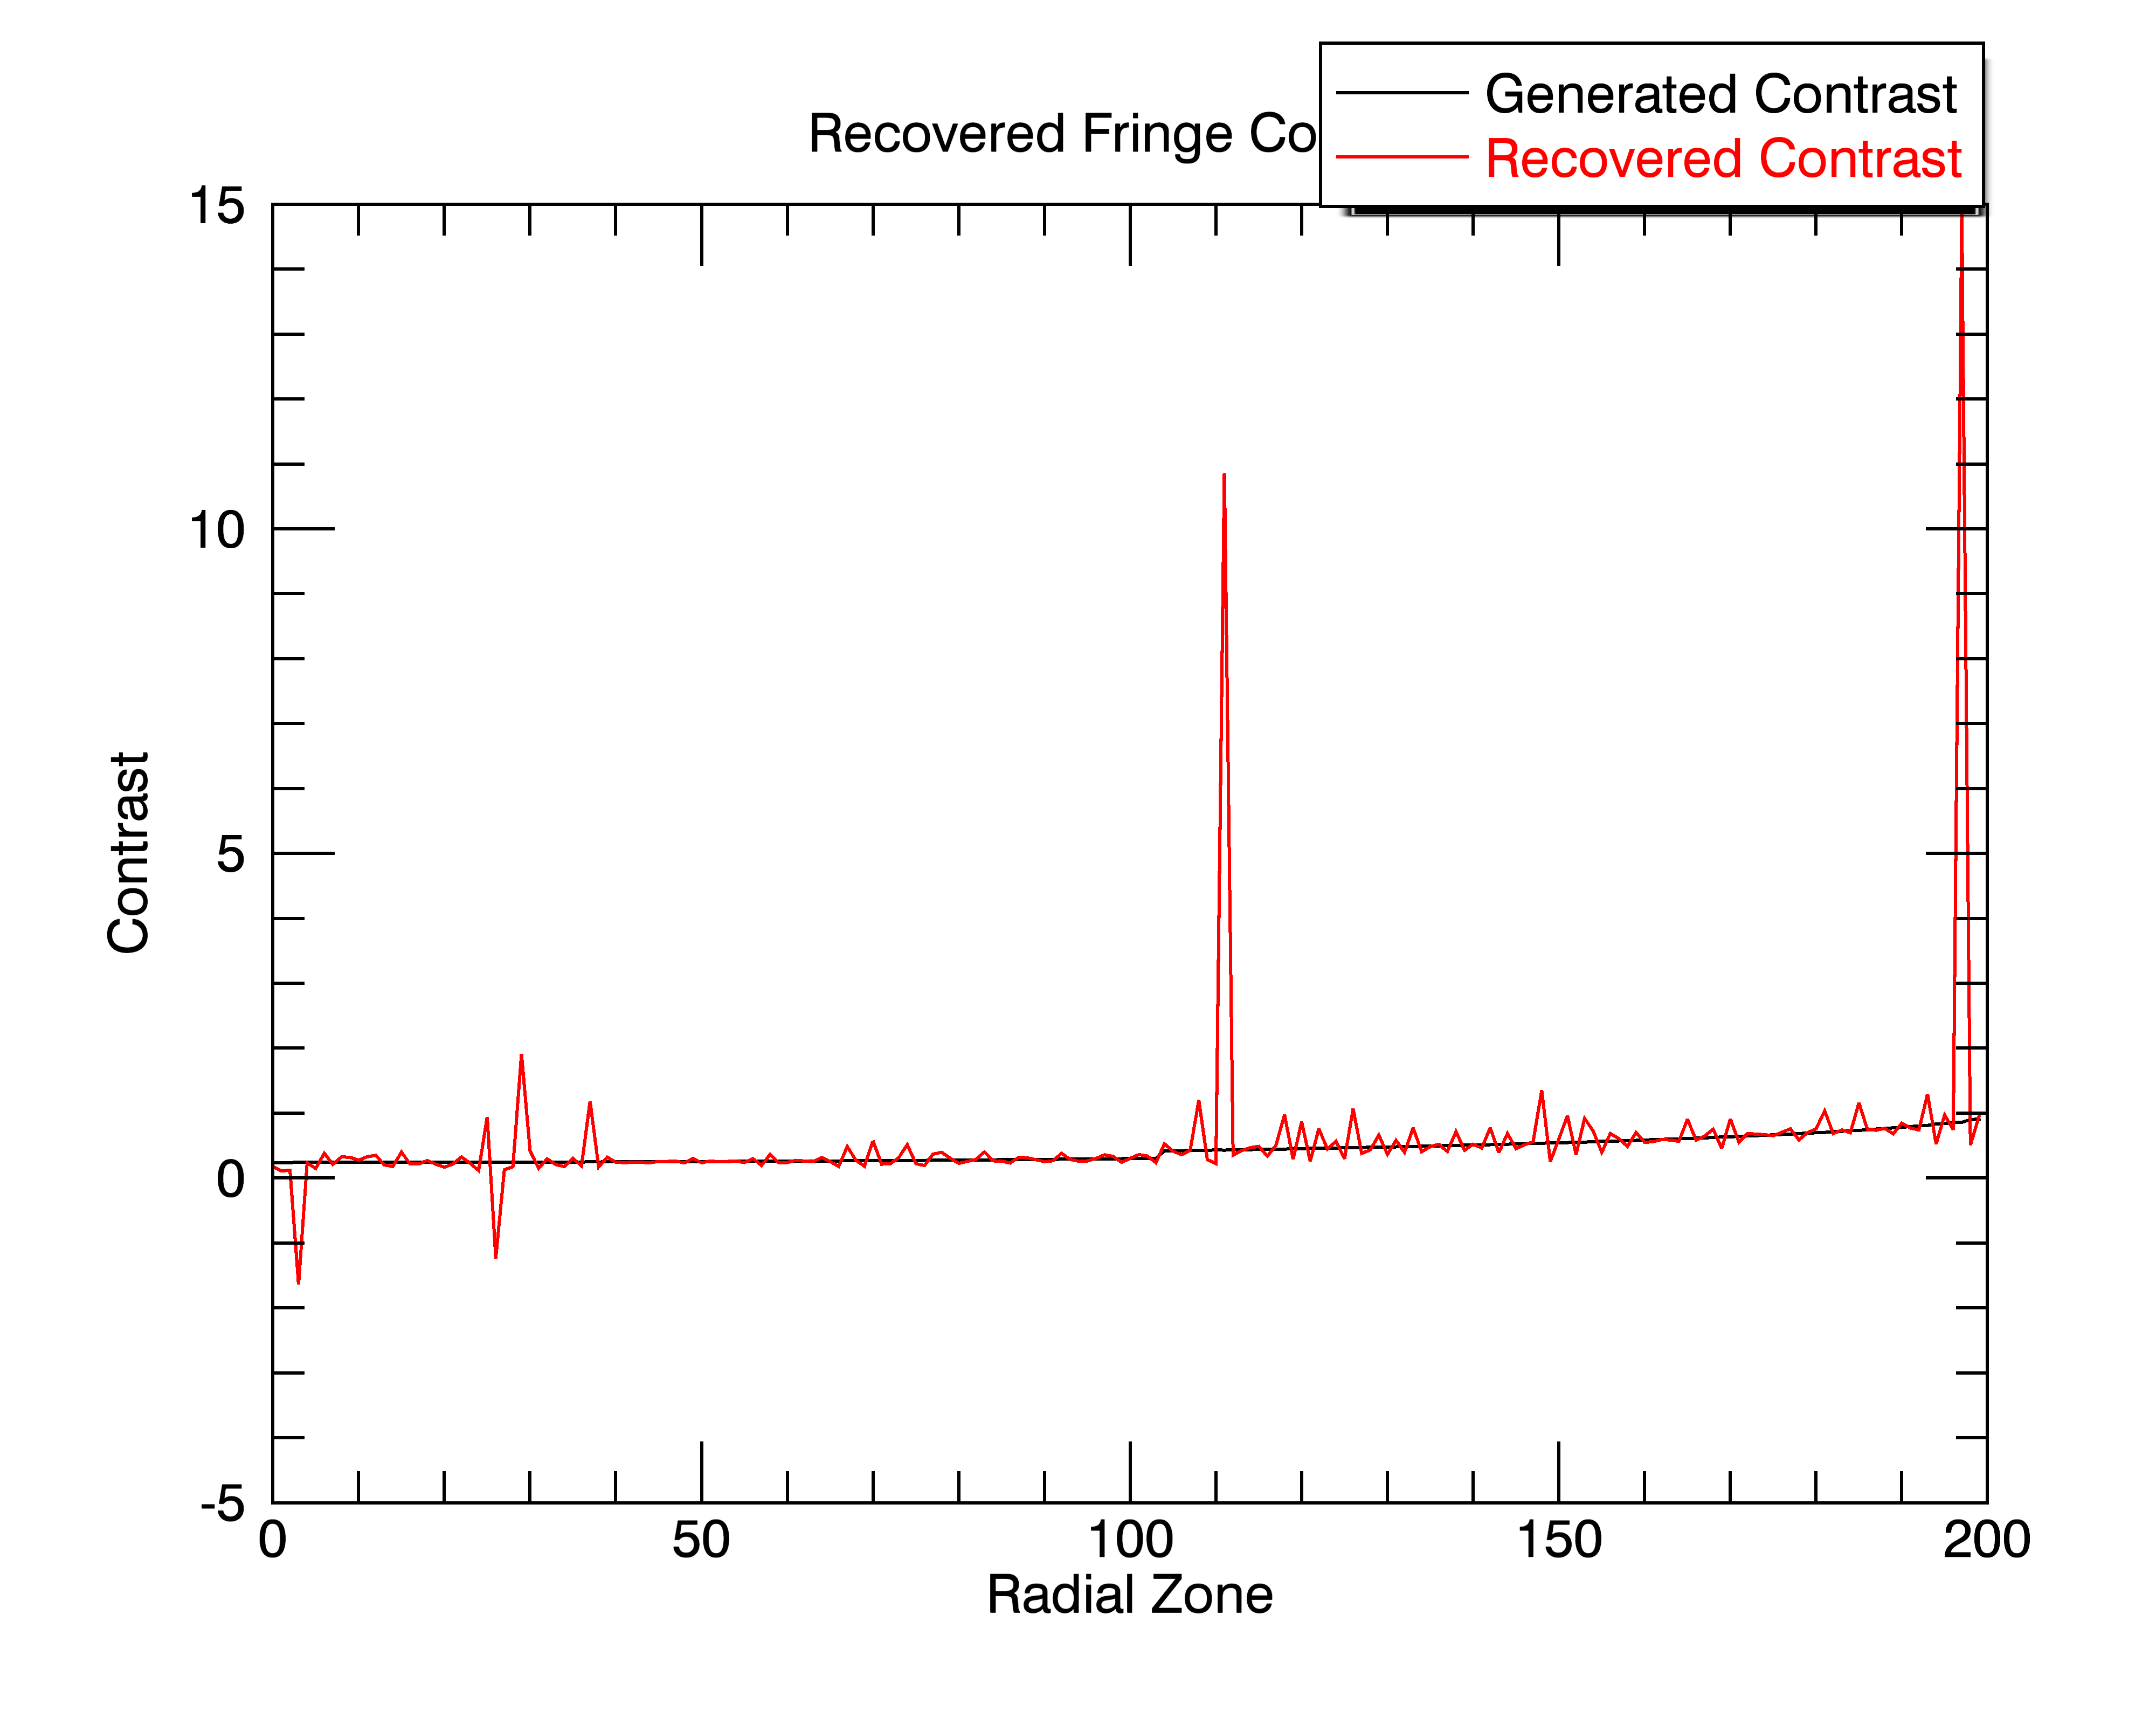 Generated Contrast
Recovered Contrast
Recovered Fringe Co
15
10
5
0
-5
Contrast
0 50 100 150 200
Radial Zone